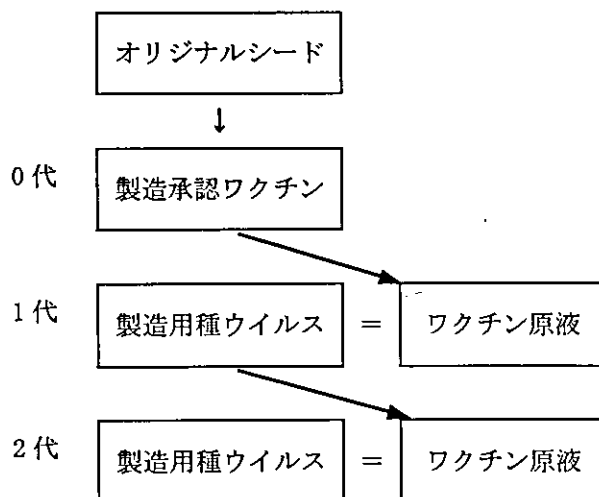 オリジナルシード
↓
0代 製造承認ワクチン
1代 製造用種ウイルス = ワクチン原液
2代 製造用種ウイルス = ワクチン原液